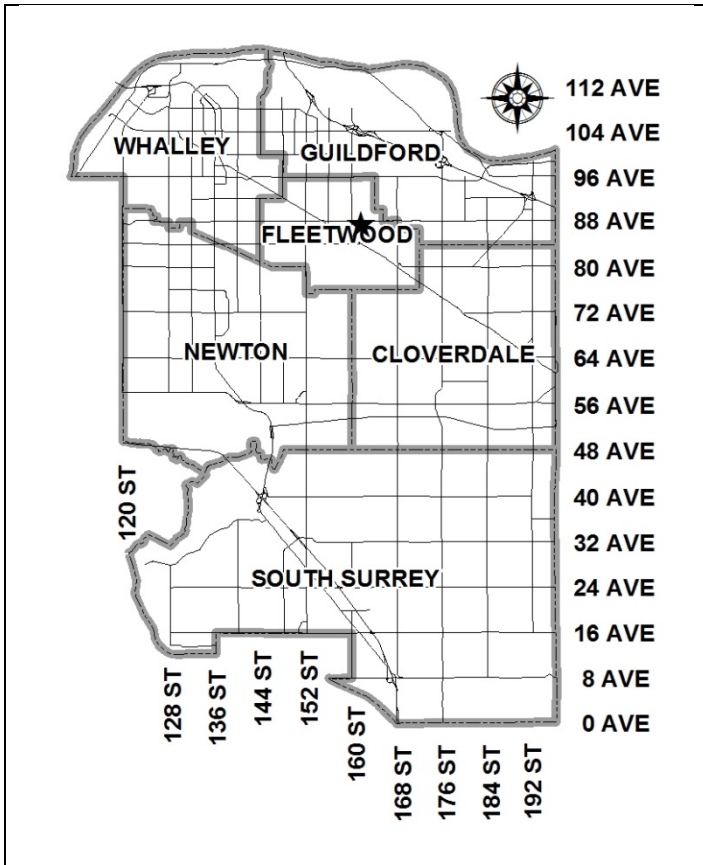 112 AVE
104 AVE
WHALLEY
GUILDFORD
96 AVE
88 AVE
FLEETWOOD
80 AVE
72 AVE
NEWTON
CLOVERDALE
64 AVE
56 AVE
48 AVE
120 ST
40 AVE
32 AVE
SOUTH SURREY
24 AVE
16 AVE
8 AVE
0 AVE
128 ST
136 ST
144 ST
152 ST
160 ST
168 ST
176 ST
184 ST
192 ST